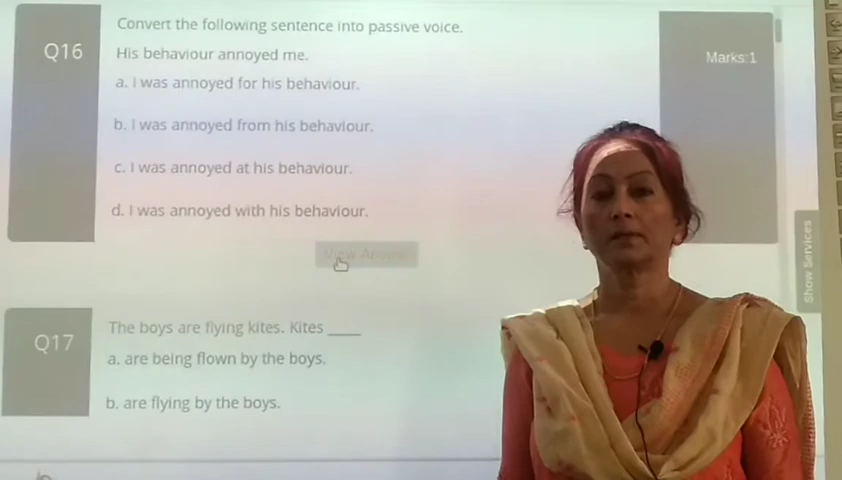 Convert the following sentence into passive voice.
Q16
His behaviour annoyed me.
Marks:1
a. I was annoyed for his behaviour.
b. I was annoyed from his behaviour.
c. I was annoyed at his behaviour.
d. I was annoyed with his behaviour.
View Answer
Show Services
Q17
The boys are flying kites. Kites ____
a. are being flown by the boys.
b. are flying by the boys.